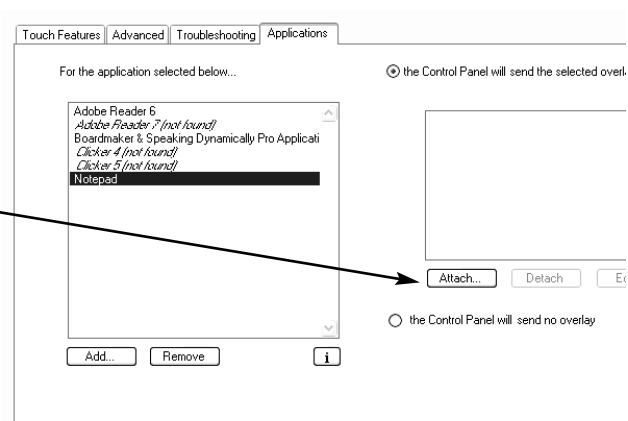 Touch Features Advanced Troubleshooting Applications
For the application selected below...
the Control Panel will send the selected
Adobe Reader 6
Adobe Reader 7 (not found)
Boardmaker & Speaking Dynamically Pro Applicati
Clicker 4 (not found)
Clicker 5 (not found)
Notepad
Attach... Detach
the Control Panel will send no overlay
Add... Remove i